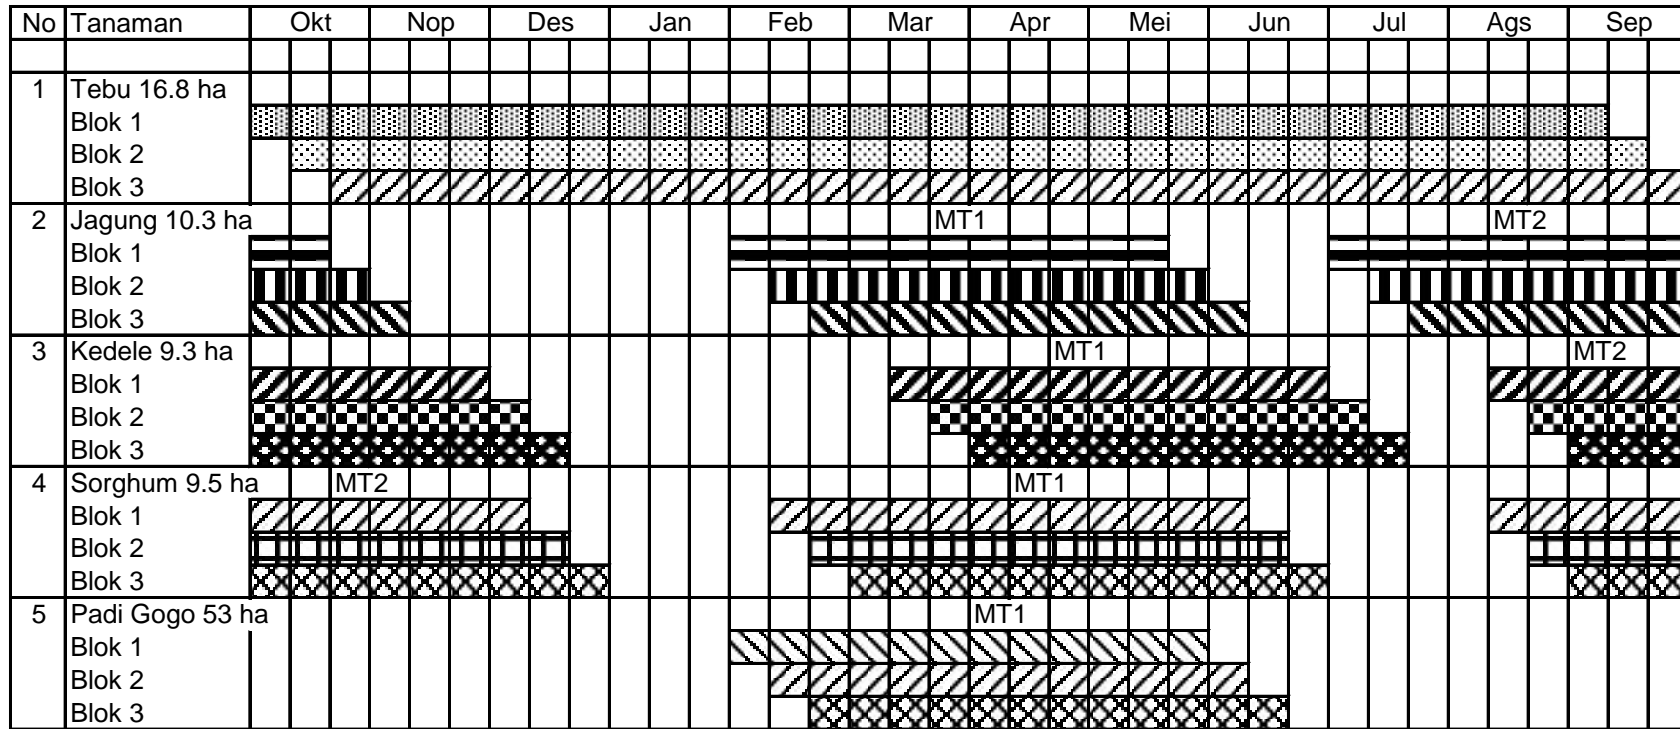 No Tanaman Okt Nop Des Jan Feb Mar Apr Mei Jun Jul Ags Sep
1 Tebu 16.8 ha
Blok 1
Blok 2
Blok 3
2 Jagung 10.3 ha MT1 MT2
Blok 1
Blok 2
Blok 3
3 Kedele 9.3 ha MT1 MT2
Blok 1
Blok 2
Blok 3
4 Sorghum 9.5 ha MT2 MT1
Blok 1
Blok 2
Blok 3
5 Padi Gogo 53 ha MT1
Blok 1
Blok 2
Blok 3